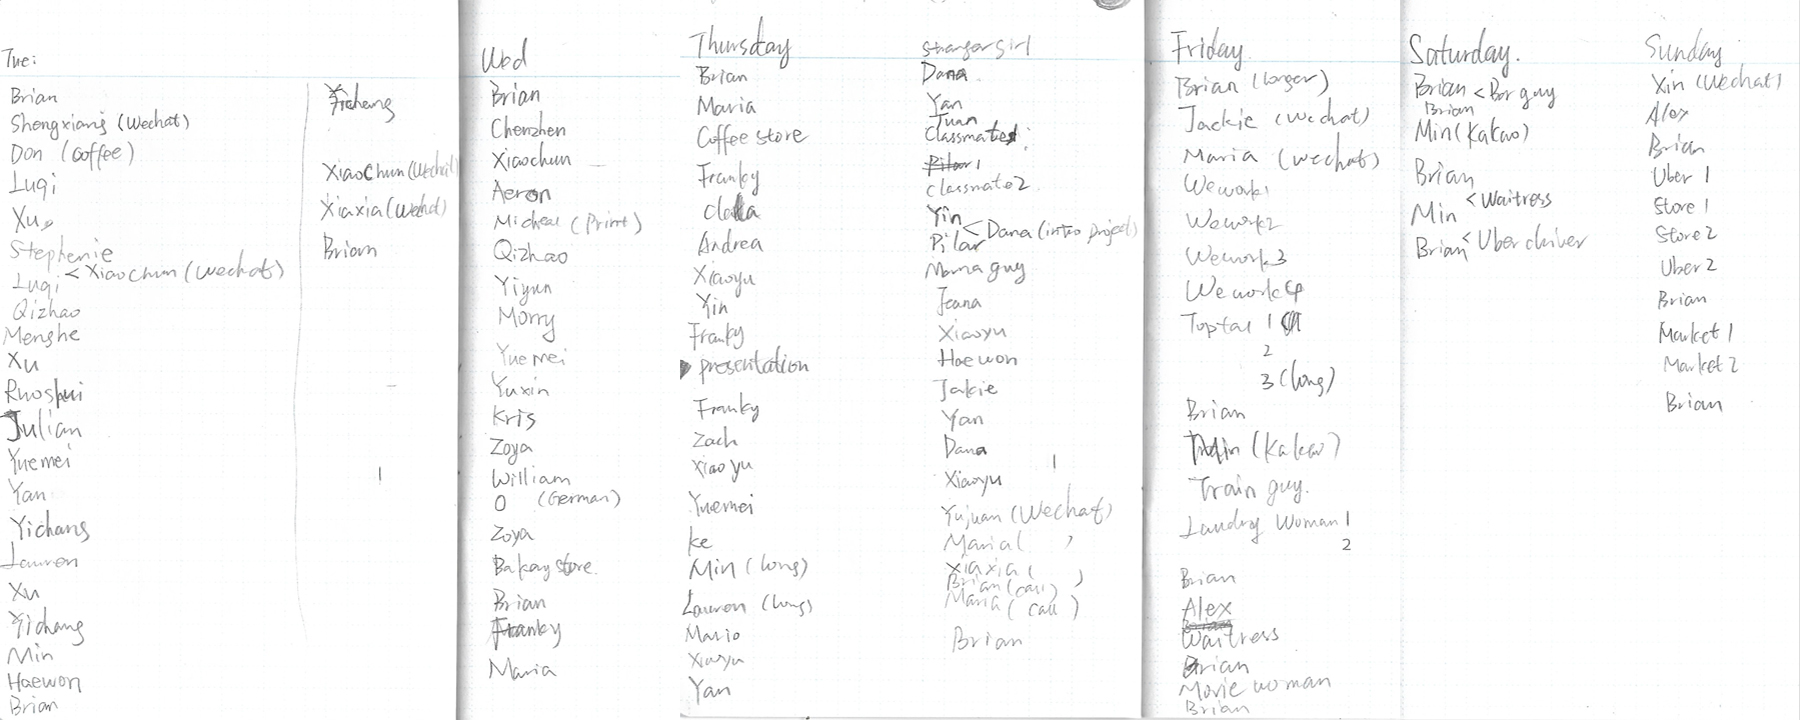 Tue:
Brian
Shengxiang (Wechat)
Don (Coffee)
Luqi
Xu
Stephenie
Luqi < Xiaochun (Wechat)
Qizhao
Menghe
Xu
Ruoshui
Julian
Yuemei
Yan
Yichang
Lauren
Xu
Yichang
Min
Haewon
Brian
Yichang
Xiaochun (Wechat)
Xiaxia (Wechat)
Brian
Wed
Brian
Chenzhen
Xiaochun
Aeron
Micheal (Print)
Qizhao
Yiyun
Morry
Yuemei
Yuxin
Kris
Zoya
William
O (German)
Zoya
Bakary store
Brian
Franky
Maria
Thursday
Brian
Maria
Coffee store
Franky
Andrea
Xiaoyu
Yin
Franky
presentation
Franky
Zach
Xiaoyu
Yuemei
ke
Min (long)
Lauren (long)
Mario
Xiaoyu
Yan
Dana
Yan
Juan
Classmate1
Pilar 1
classmate2
Yin
Pilar < Dana (intro project)
Mama guy
Jeana
Xiaoyu
Haewon
Jakie
Yan
Dana
Xiaoyu
Yujuan (Wechat)
Maria ( )
Xiaxia ( )
Brian (call)
Maria (call)
Brian
Friday
Brian (longer)
Jackie (Wechat)
Maria (wechat)
Wework1
Wework2
Wework3
Wework4
Toptal 1
2
3 (long)
Brian
Min (Kakao)
Train guy.
Landry Woman 1
2
Brian
Alex
Waitress
Brian
Movie woman
Brian
Saturday.
Brian < Bar guy
Brian
Min (Kakao)
Brian
Min < Waitress
Brian < Uber driver
Sunday
Xin (Wechat)
Alex
Brian
Uber 1
Store 1
Store 2
Uber 2
Brian
Market 1
Market 2
Brian